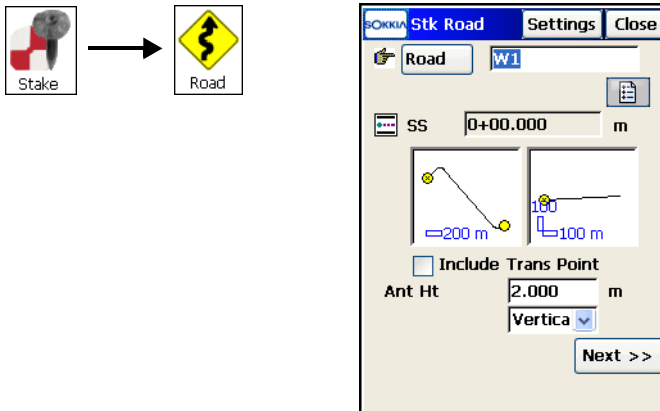 Stake
Road
SOKKIA Stk Road Settings Close
Road W1
SS 0+00.000 m
200 m
100
100 m
Include Trans Point
Ant Ht 2.000 m
Vertica
Next >>